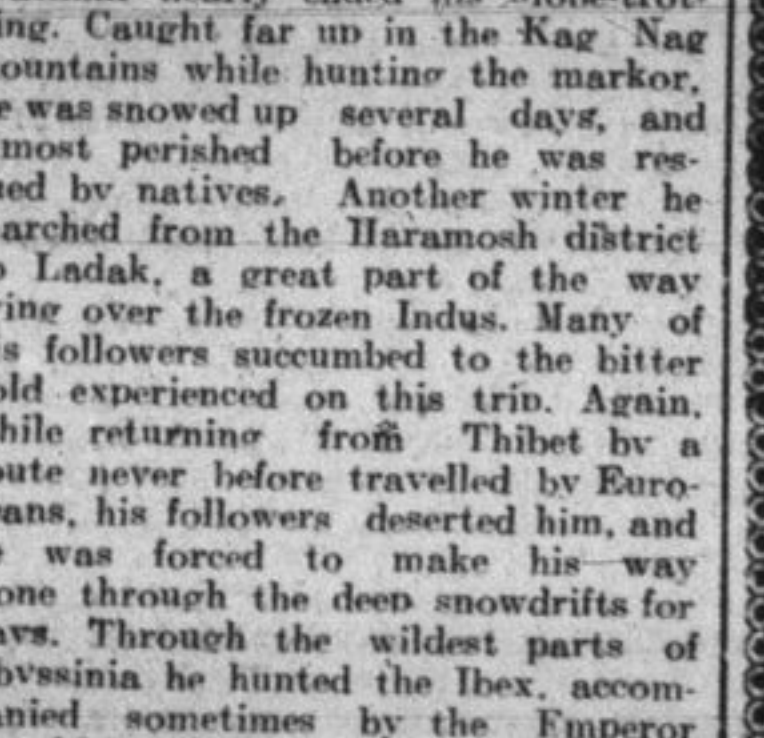 ing. Caught far up in the Kag Nag
ountains while hunting the markor,
e was snowed up several days, and
most perished before he was res-
ued by natives. Another winter he
arched from the Haramosh district
o Ladak, a great part of the way
ing over the frozen Indus. Many of
is followers succumbed to the bitter
old experienced on this trip. Again,
hile returning from Thibet by a
oute never before travelled by Euro-
eans, his followers deserted him, and
e was forced to make his way
one through the deep snowdrifts for
ays. Through the wildest parts of
byssinia he hunted the Ibex, accom-
anied sometimes by the Emperor